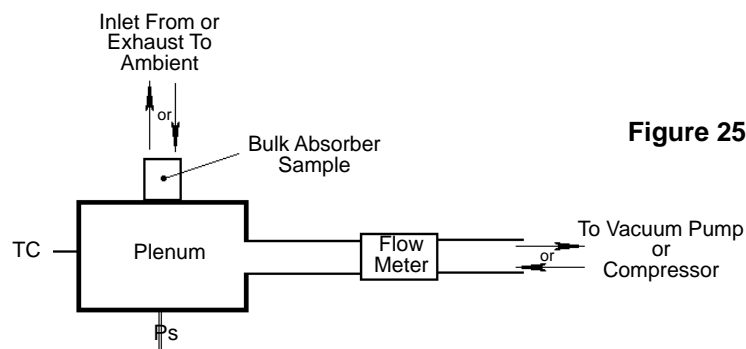 Inlet From or
Exhaust To
Ambient
or
Figure 25
Bulk Absorber
Sample
TC
Plenum
Flow
Meter
To Vacuum Pump
or
or
Compressor
Ps